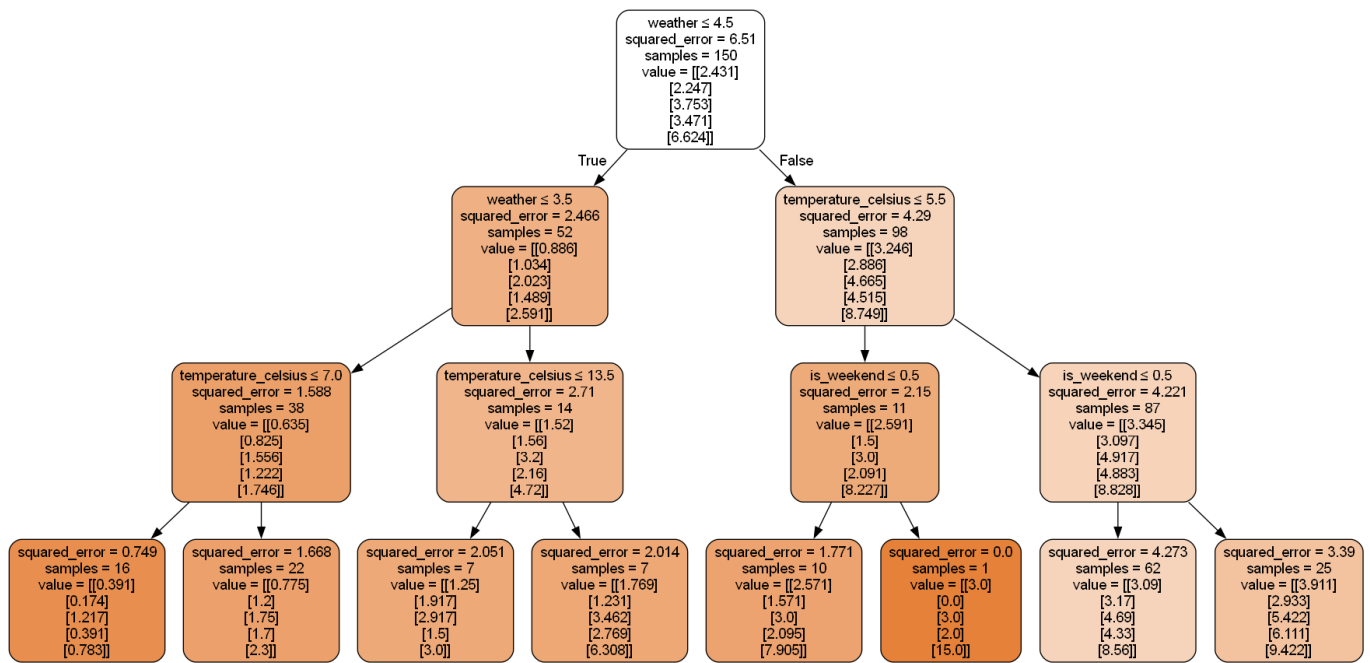 weather ≤ 4.5
squared_error = 6.51
samples = 150
value = [[2.431]
[2.247]
[3.753]
[3.471]
[6.624]]
True
False
weather ≤ 3.5
squared_error = 2.466
samples = 52
value = [[0.886]
[1.034]
[2.023]
[1.489]
[2.591]]
temperature_celsius ≤ 5.5
squared_error = 4.29
samples = 98
value = [[3.246]
[2.886]
[4.665]
[4.515]
[8.749]]
temperature_celsius ≤ 7.0
squared_error = 1.588
samples = 38
value = [[0.635]
[0.825]
[1.556]
[1.222]
[1.746]]
temperature_celsius ≤ 13.5
squared_error = 2.71
samples = 14
value = [[1.52]
[1.56]
[3.2]
[2.16]
[4.72]]
is_weekend ≤ 0.5
squared_error = 2.15
samples = 11
value = [[2.591]
[1.5]
[3.0]
[2.091]
[8.227]]
is_weekend ≤ 0.5
squared_error = 4.221
samples = 87
value = [[3.345]
[3.097]
[4.917]
[4.883]
[8.828]]
squared_error = 0.749
samples = 16
value = [[0.391]
[0.174]
[1.217]
[0.391]
[0.783]]
squared_error = 1.668
samples = 22
value = [[0.775]
[1.2]
[1.75]
[1.7]
[2.3]]
squared_error = 2.051
samples = 7
value = [[1.25]
[1.917]
[2.917]
[1.5]
[3.0]]
squared_error = 2.014
samples = 7
value = [[1.769]
[1.231]
[3.462]
[2.769]
[6.308]]
squared_error = 1.771
samples = 10
value = [[2.571]
[1.571]
[3.0]
[2.095]
[7.905]]
squared_error = 0.0
samples = 1
value = [[3.0]
[0.0]
[3.0]
[2.0]
[15.0]]
squared_error = 4.273
samples = 62
value = [[3.09]
[3.17]
[4.69]
[4.33]
[8.56]]
squared_error = 3.39
samples = 25
value = [[3.911]
[2.933]
[5.422]
[6.111]
[9.422]]